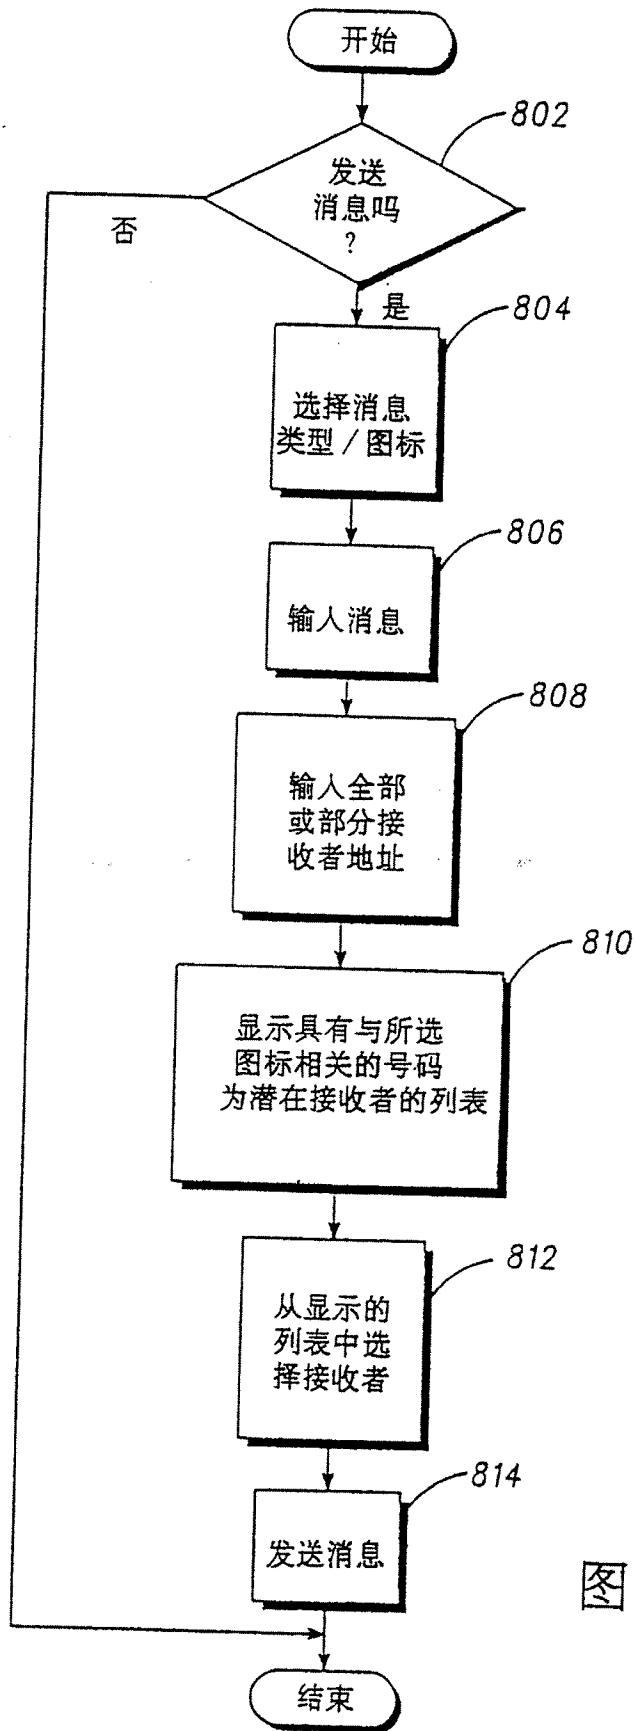 开始
802
发送
消息吗
?
否
是
804
选择消息
类型/图标
806
输人消息
808
输人全部
或部分接
收者地址
810
显示具有与所选
图标相关的号码
为潜在接收者的列表
812
从显示的
列表中选
择接收者
814
发送消息
图
结束